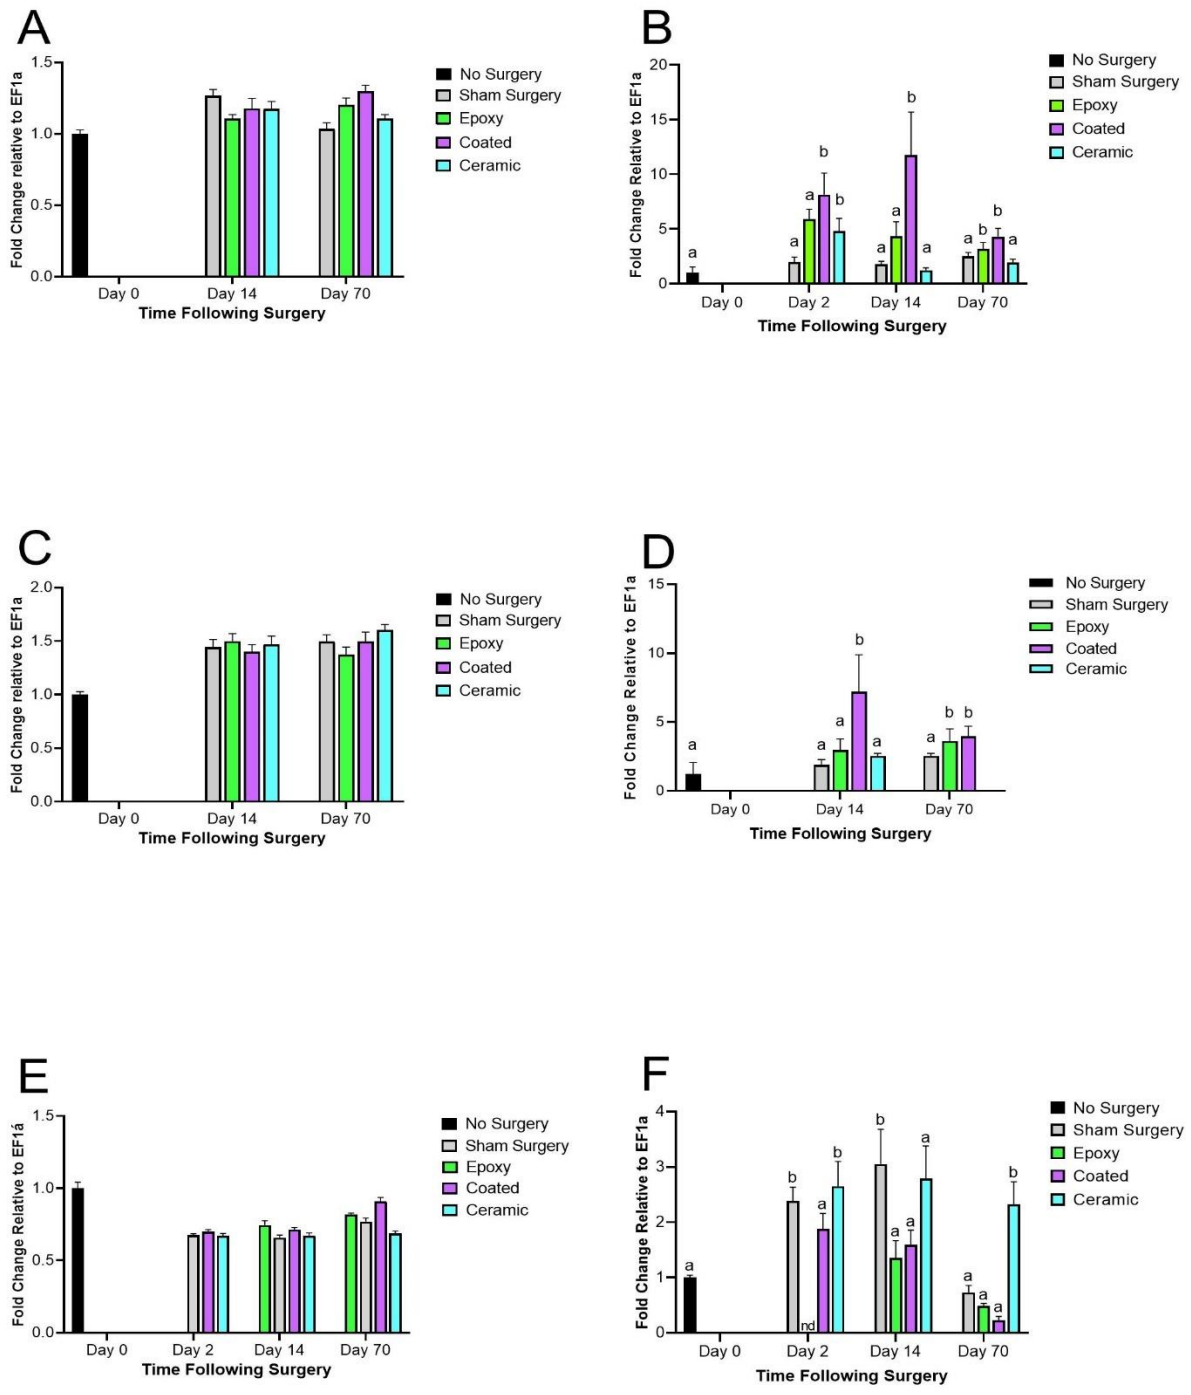 A
Fold Change relative to EF1a
1.5
1.0
0.5
0.0
Day 0
Day 14
Day 70
Time Following Surgery
No Surgery
Sham Surgery
Epoxy
Coated
Ceramic
B
Fold Change Relative to EF1a
20
15
10
5
0
a
a
a
b
b
a
a
b
a
a
b
b
a
Day 0
Day 2
Day 14
Day 70
Time Following Surgery
No Surgery
Sham Surgery
Epoxy
Coated
Ceramic
C
Fold Change relative to EF1a
2.0
1.5
1.0
0.5
0.0
Day 0
Day 14
Day 70
Time Following Surgery
No Surgery
Sham Surgery
Epoxy
Coated
Ceramic
D
Fold Change Relative to EF1a
15
10
5
0
a
a
a
b
a
a
b
b
Day 0
Day 14
Day 70
Time Following Surgery
No Surgery
Sham Surgery
Epoxy
Coated
Ceramic
E
Fold Change Relative to EF1á
1.5
1.0
0.5
0.0
Day 0
Day 2
Day 14
Day 70
Time Following Surgery
No Surgery
Sham Surgery
Epoxy
Coated
Ceramic
F
Fold Change Relative to EF1a
4
3
2
1
0
a
b
nd
a
b
b
a
a
a
a
a
a
b
Day 0
Day 2
Day 14
Day 70
Time Following Surgery
No Surgery
Sham Surgery
Epoxy
Coated
Ceramic